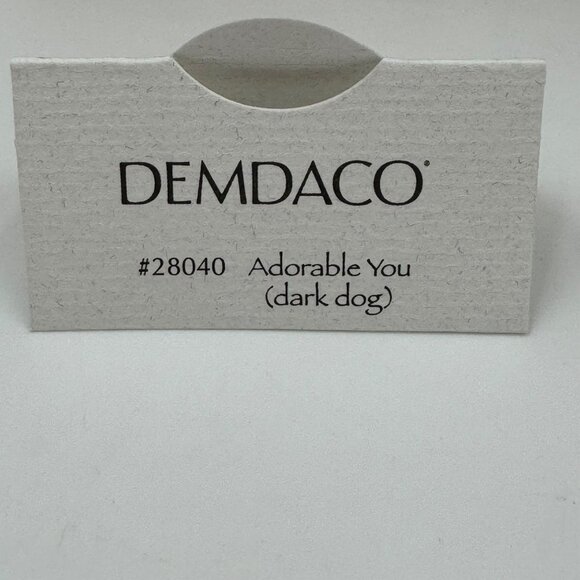 DEMDACO®
#28040 Adorable You
(dark dog)